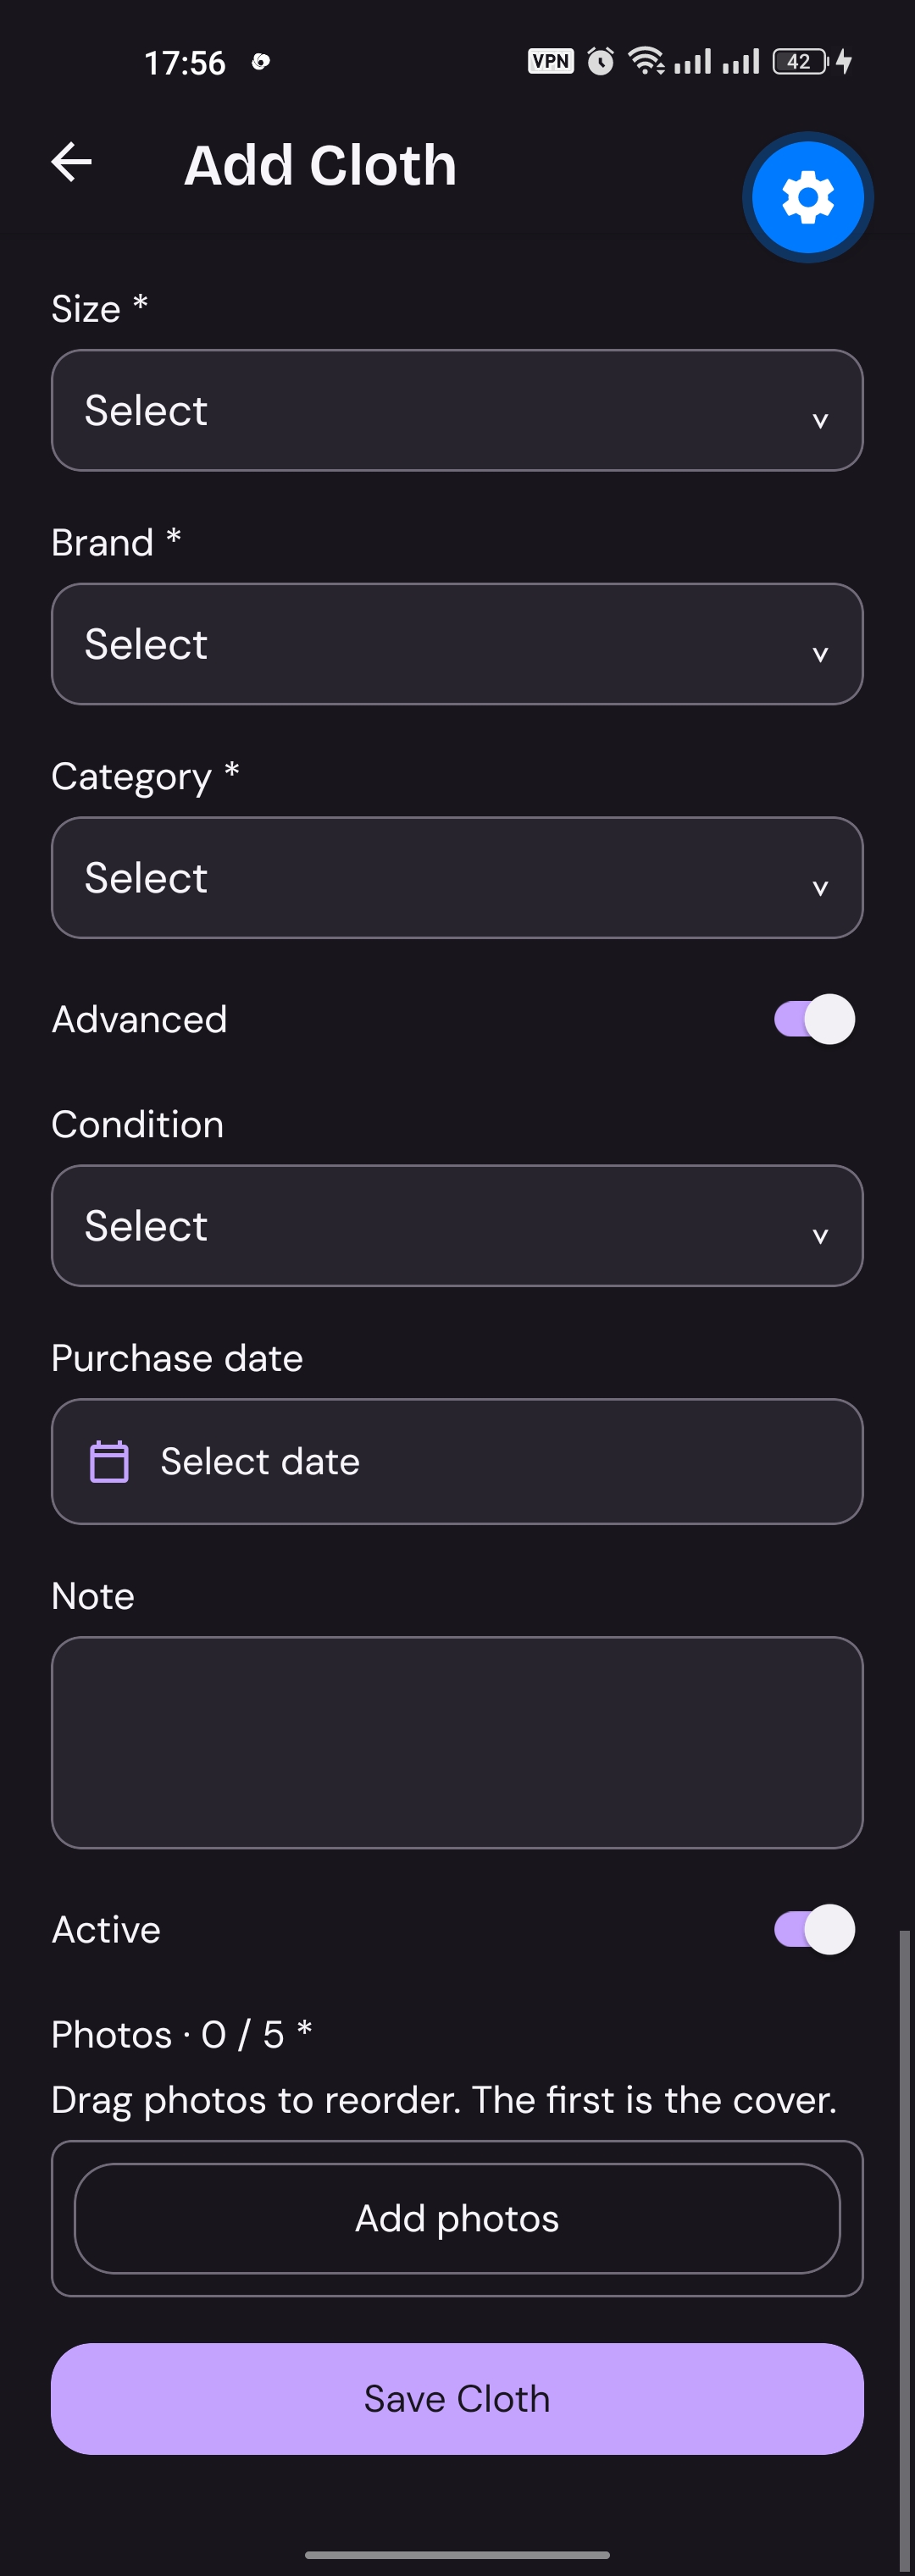 17:56
VPN
42
Add Cloth
Size *
Select
Brand *
Select
Category *
Select
Advanced
Condition
Select
Purchase date
Select date
Note
Active
Photos · 0 / 5 *
Drag photos to reorder. The first is the cover.
Add photos
Save Cloth